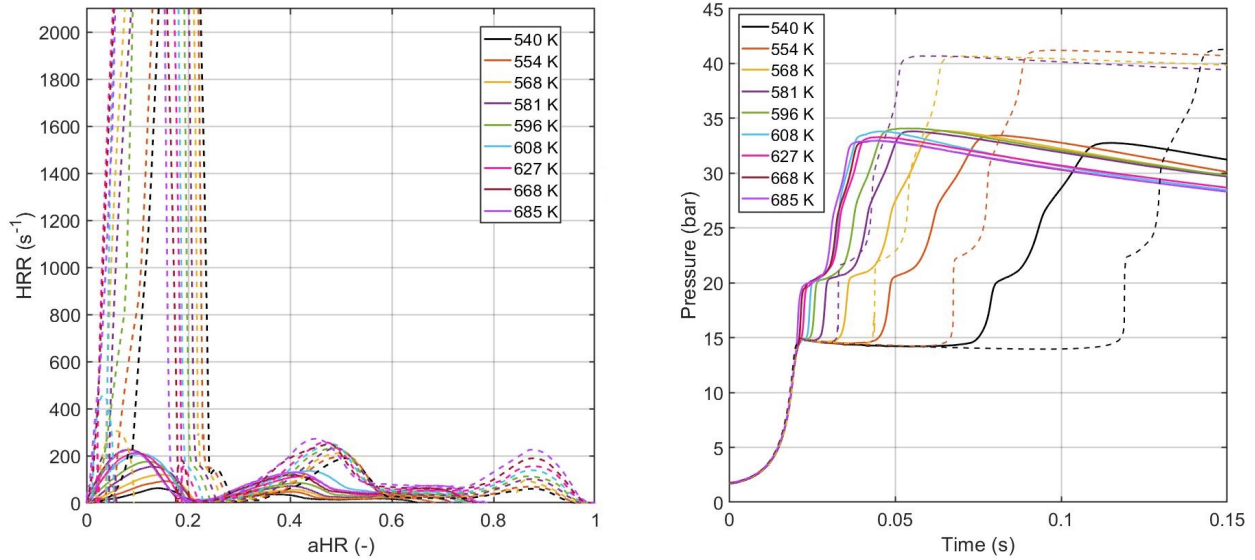 HRR (s⁻¹)
2000
1800
1600
1400
1200
1000
800
600
400
200
0
540 K
554 K
568 K
581 K
596 K
608 K
627 K
668 K
685 K
0
0.2
0.4
0.6
0.8
1
aHR (-)
Pressure (bar)
45
40
35
30
25
20
15
10
5
0
540 K
554 K
568 K
581 K
596 K
608 K
627 K
668 K
685 K
0
0.05
0.1
0.15
Time (s)